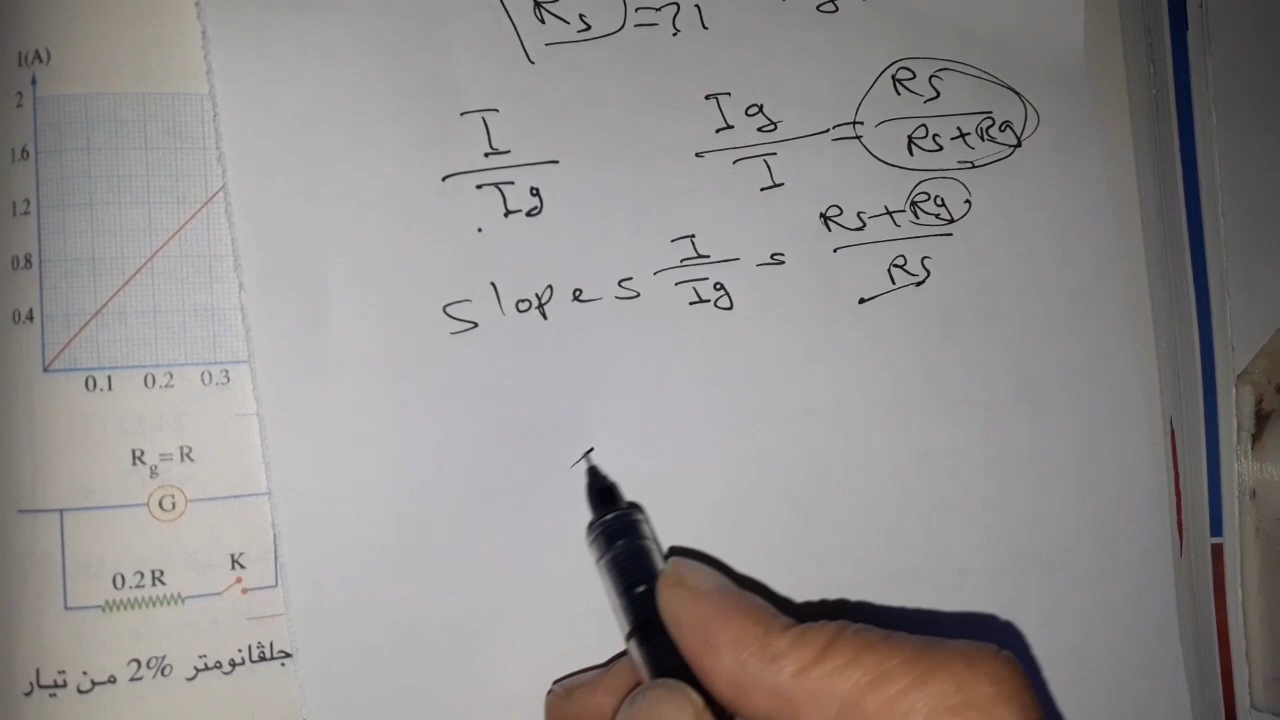 Rs =??
I(A)
2
1.6
1.2
0.8
0.4
0.1 0.2 0.3
I / Ig
Ig / I = Rs / Rs+Rg
slope s I / Ig = Rs+Rg / Rs
Rg=R
G
0.2R
K
جلڤانومتر 2% من تيار